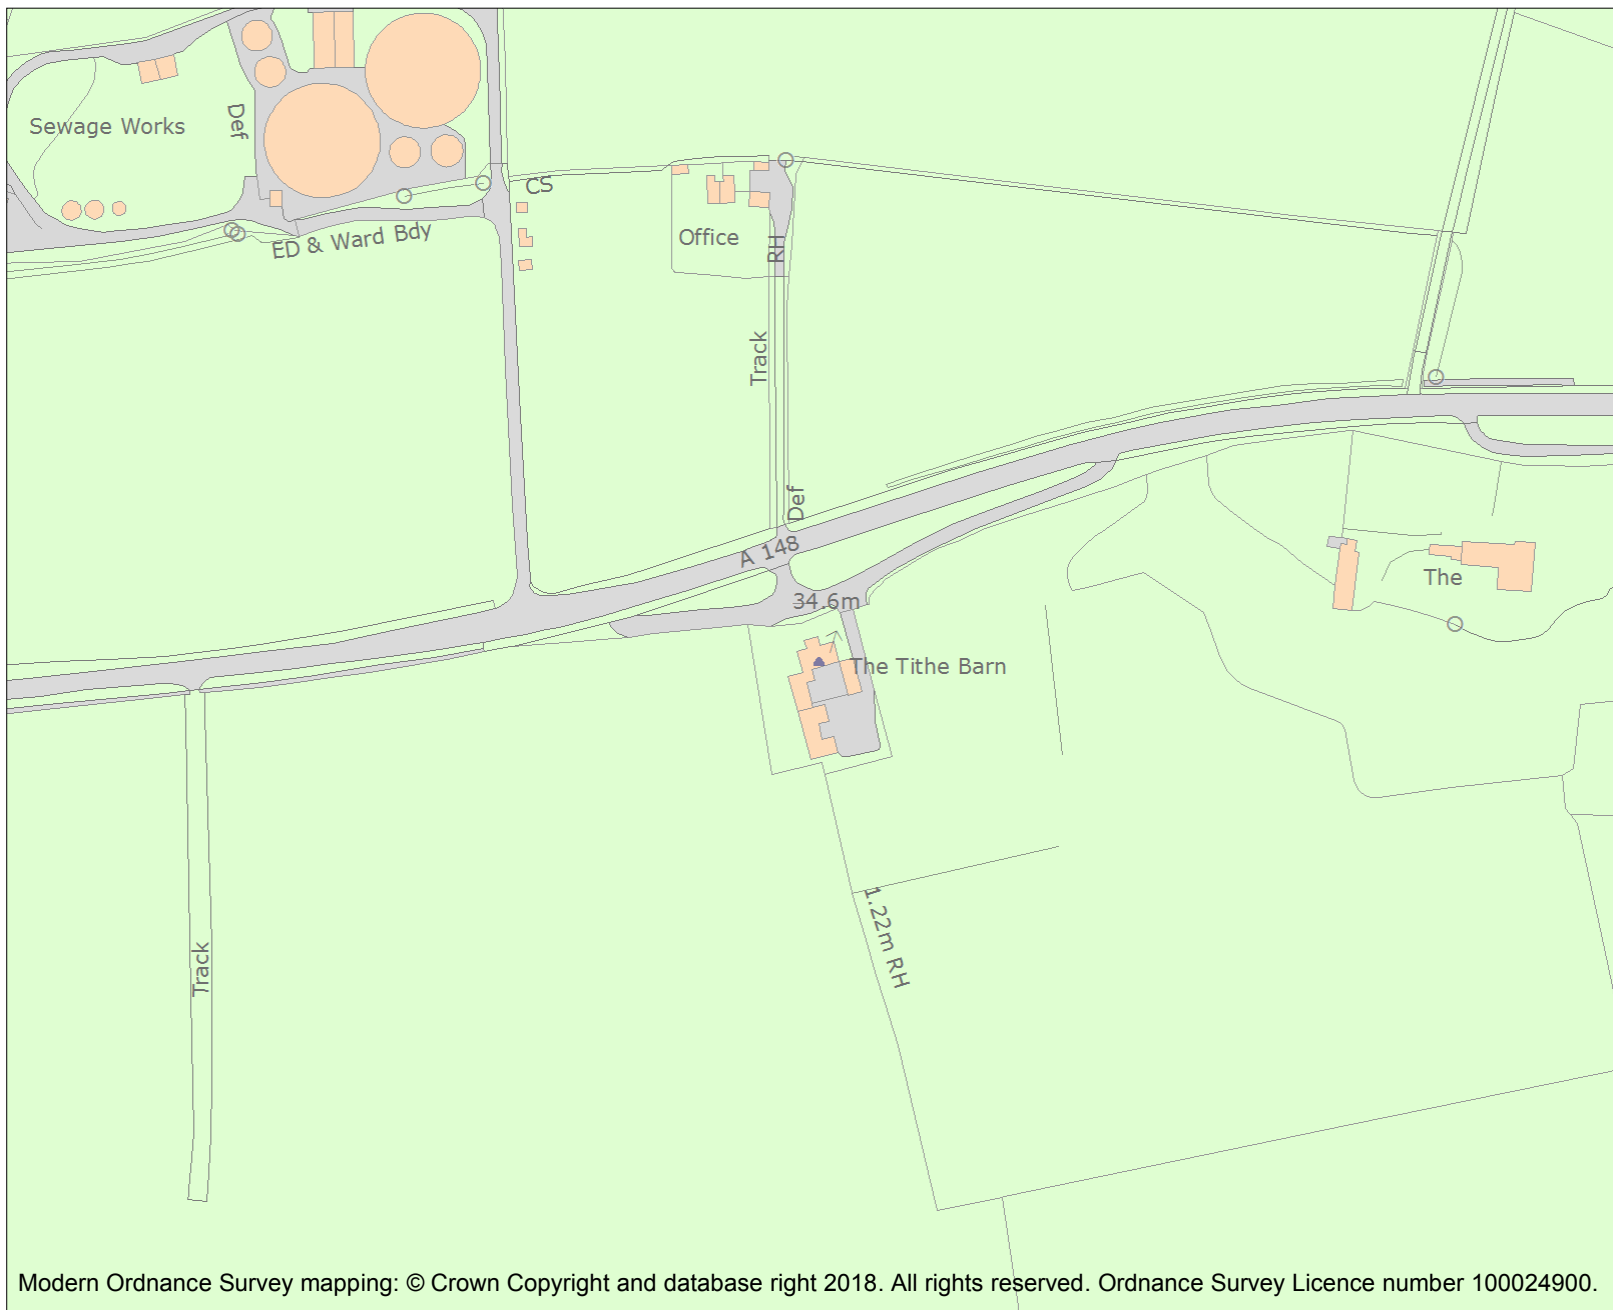 Def
Sewage Works
CS
ED & Ward Bdy
Office
RH
Track
Def
A 148
34.6m
The
The Tithe Barn
1.22m RH
Track
Modern Ordnance Survey mapping: © Crown Copyright and database right 2018. All rights reserved. Ordnance Survey Licence number 100024900.